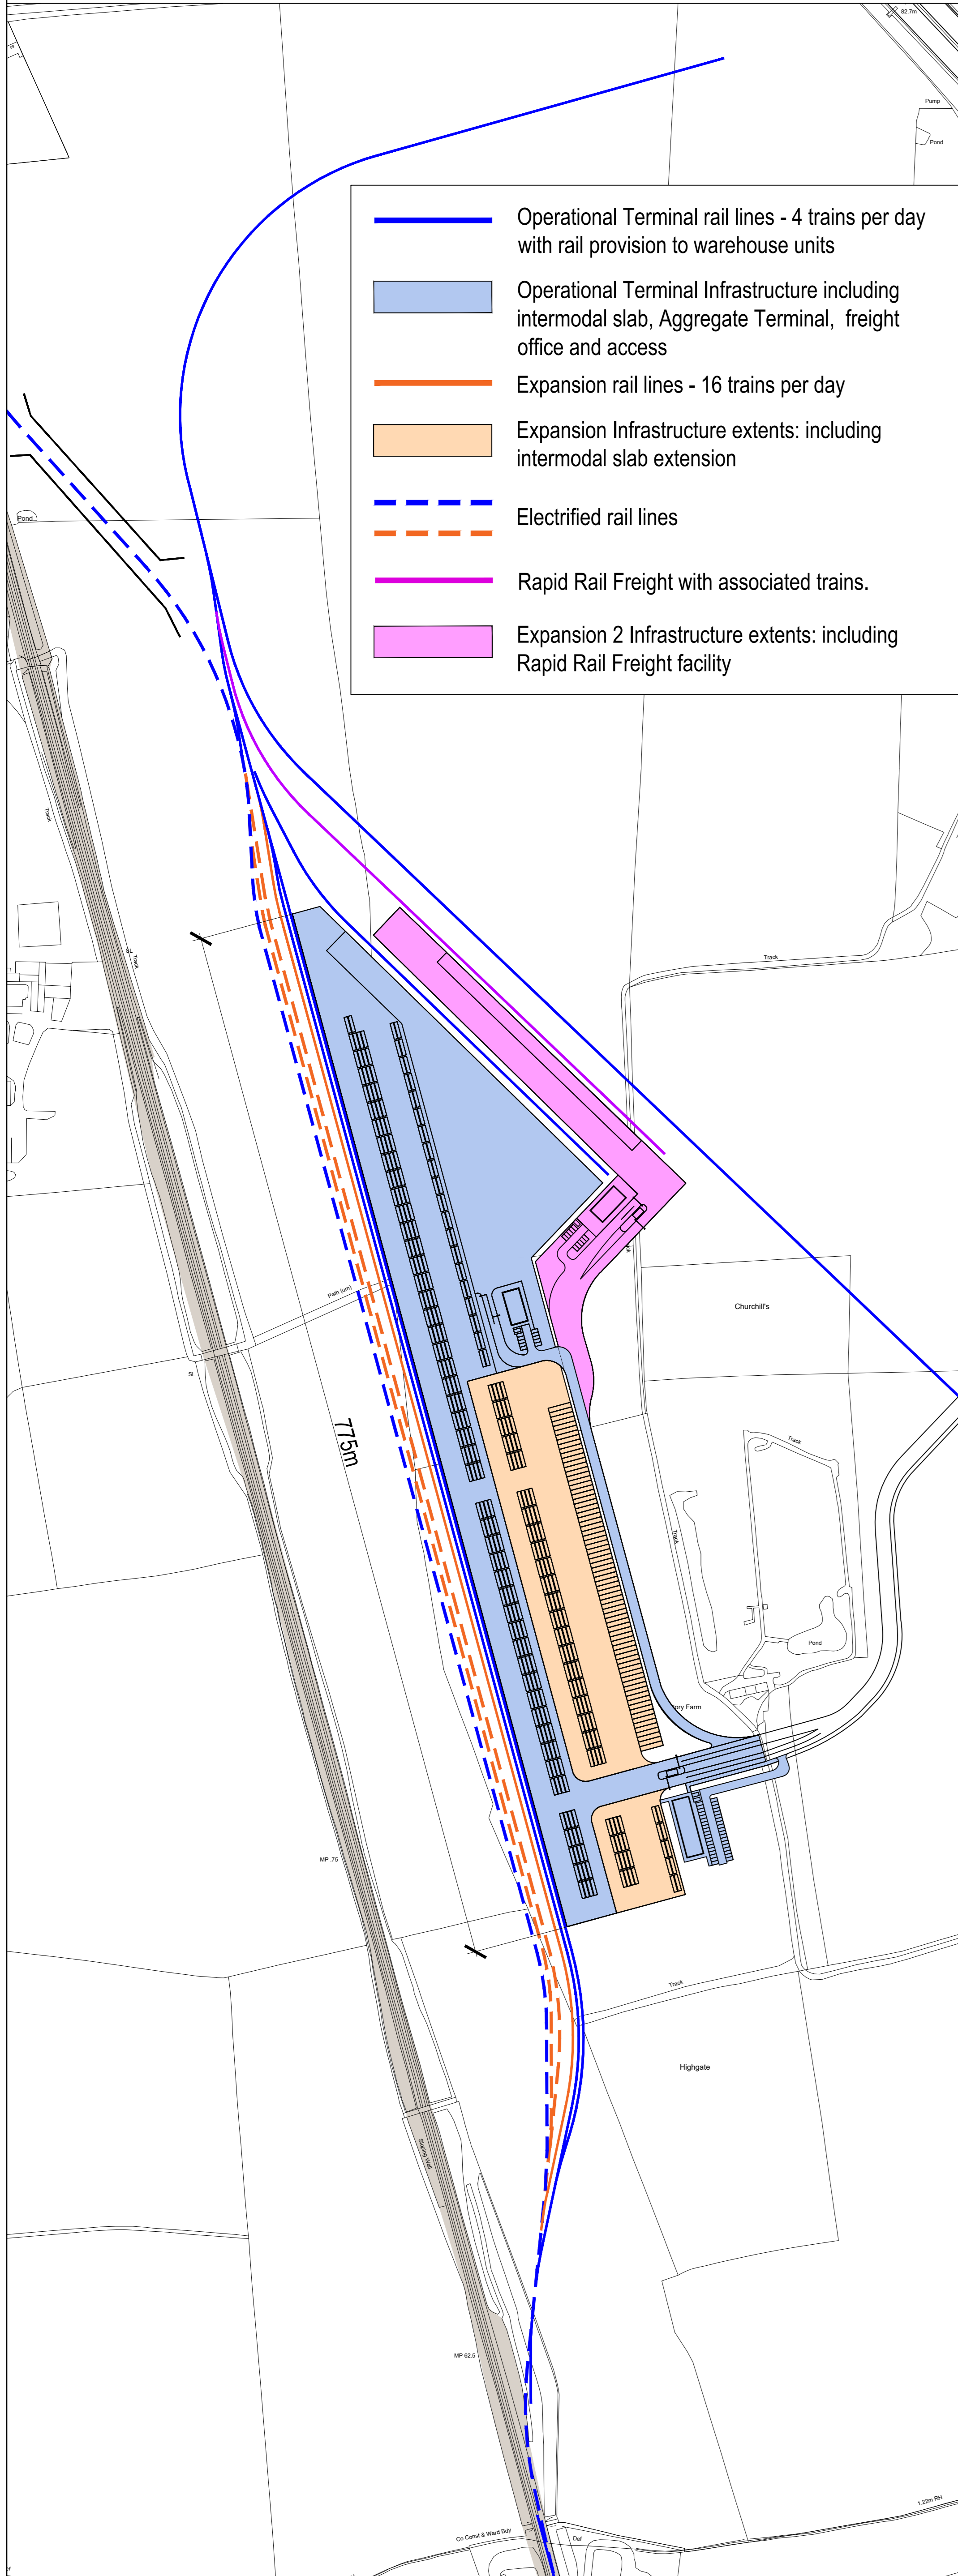 82.7m
Pump
Pond
Operational Terminal rail lines - 4 trains per day
with rail provision to warehouse units
Operational Terminal Infrastructure including
intermodal slab, Aggregate Terminal, freight
office and access
Expansion rail lines - 16 trains per day
Expansion Infrastructure extents: including
intermodal slab extension
Electrified rail lines
Rapid Rail Freight with associated trains.
Expansion 2 Infrastructure extents: including
Rapid Rail Freight facility
Pond
Track
SL
Track
Track
Path (um)
Churchill's
SL
775m
Track
Track
Pond
tory Farm
MP .75
Track
Highgate
Sloping Wall
MP 62.5
1.22m RH
Co Const & Ward Bdy
Def